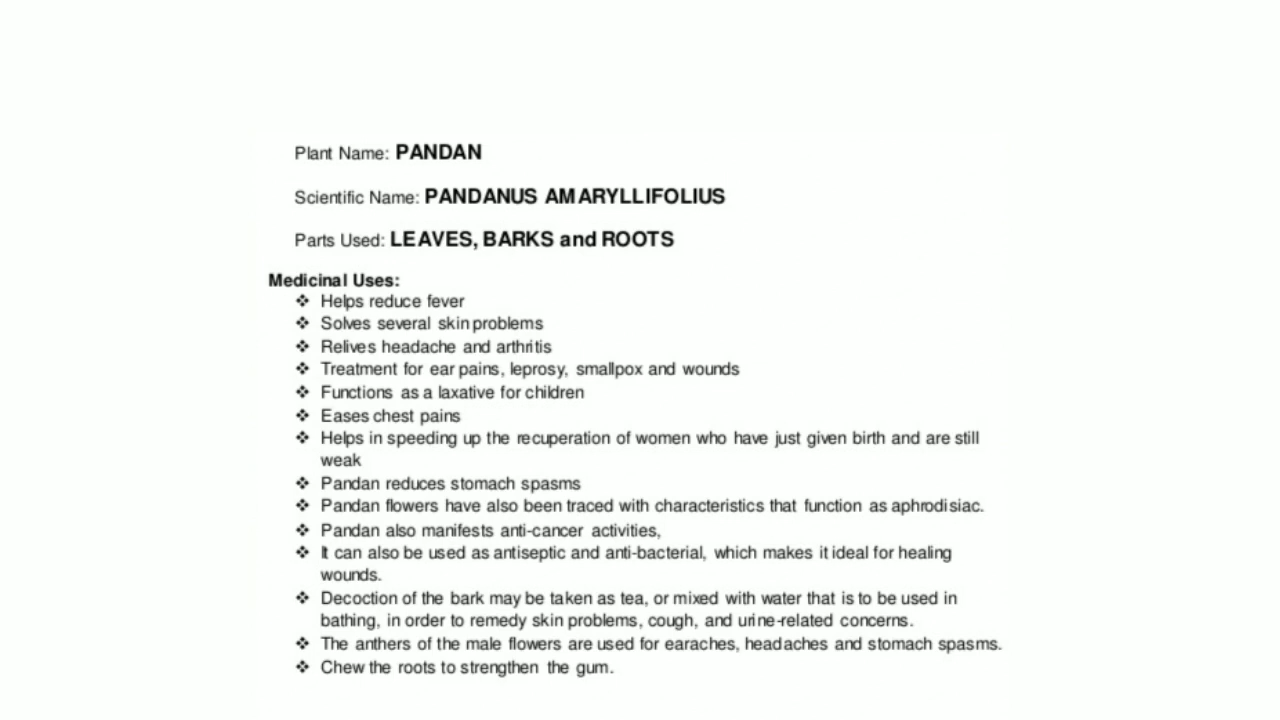 Plant Name: PANDAN
Scientific Name: PANDANUS AMARYLLIFOLIUS
Parts Used: LEAVES, BARKS and ROOTS
Medicinal Uses:
❖ Helps reduce fever
❖ Solves several skin problems
❖ Relives headache and arthritis
❖ Treatment for ear pains, leprosy, smallpox and wounds
❖ Functions as a laxative for children
❖ Eases chest pains
❖ Helps in speeding up the recuperation of women who have just given birth and are still
weak
❖ Pandan reduces stomach spasms
❖ Pandan flowers have also been traced with characteristics that function as aphrodisiac.
❖ Pandan also manifests anti-cancer activities,
❖ It can also be used as antiseptic and anti-bacterial, which makes it ideal for healing
wounds.
❖ Decoction of the bark may be taken as tea, or mixed with water that is to be used in
bathing, in order to remedy skin problems, cough, and urine-related concerns.
❖ The anthers of the male flowers are used for earaches, headaches and stomach spasms.
❖ Chew the roots to strengthen the gum.